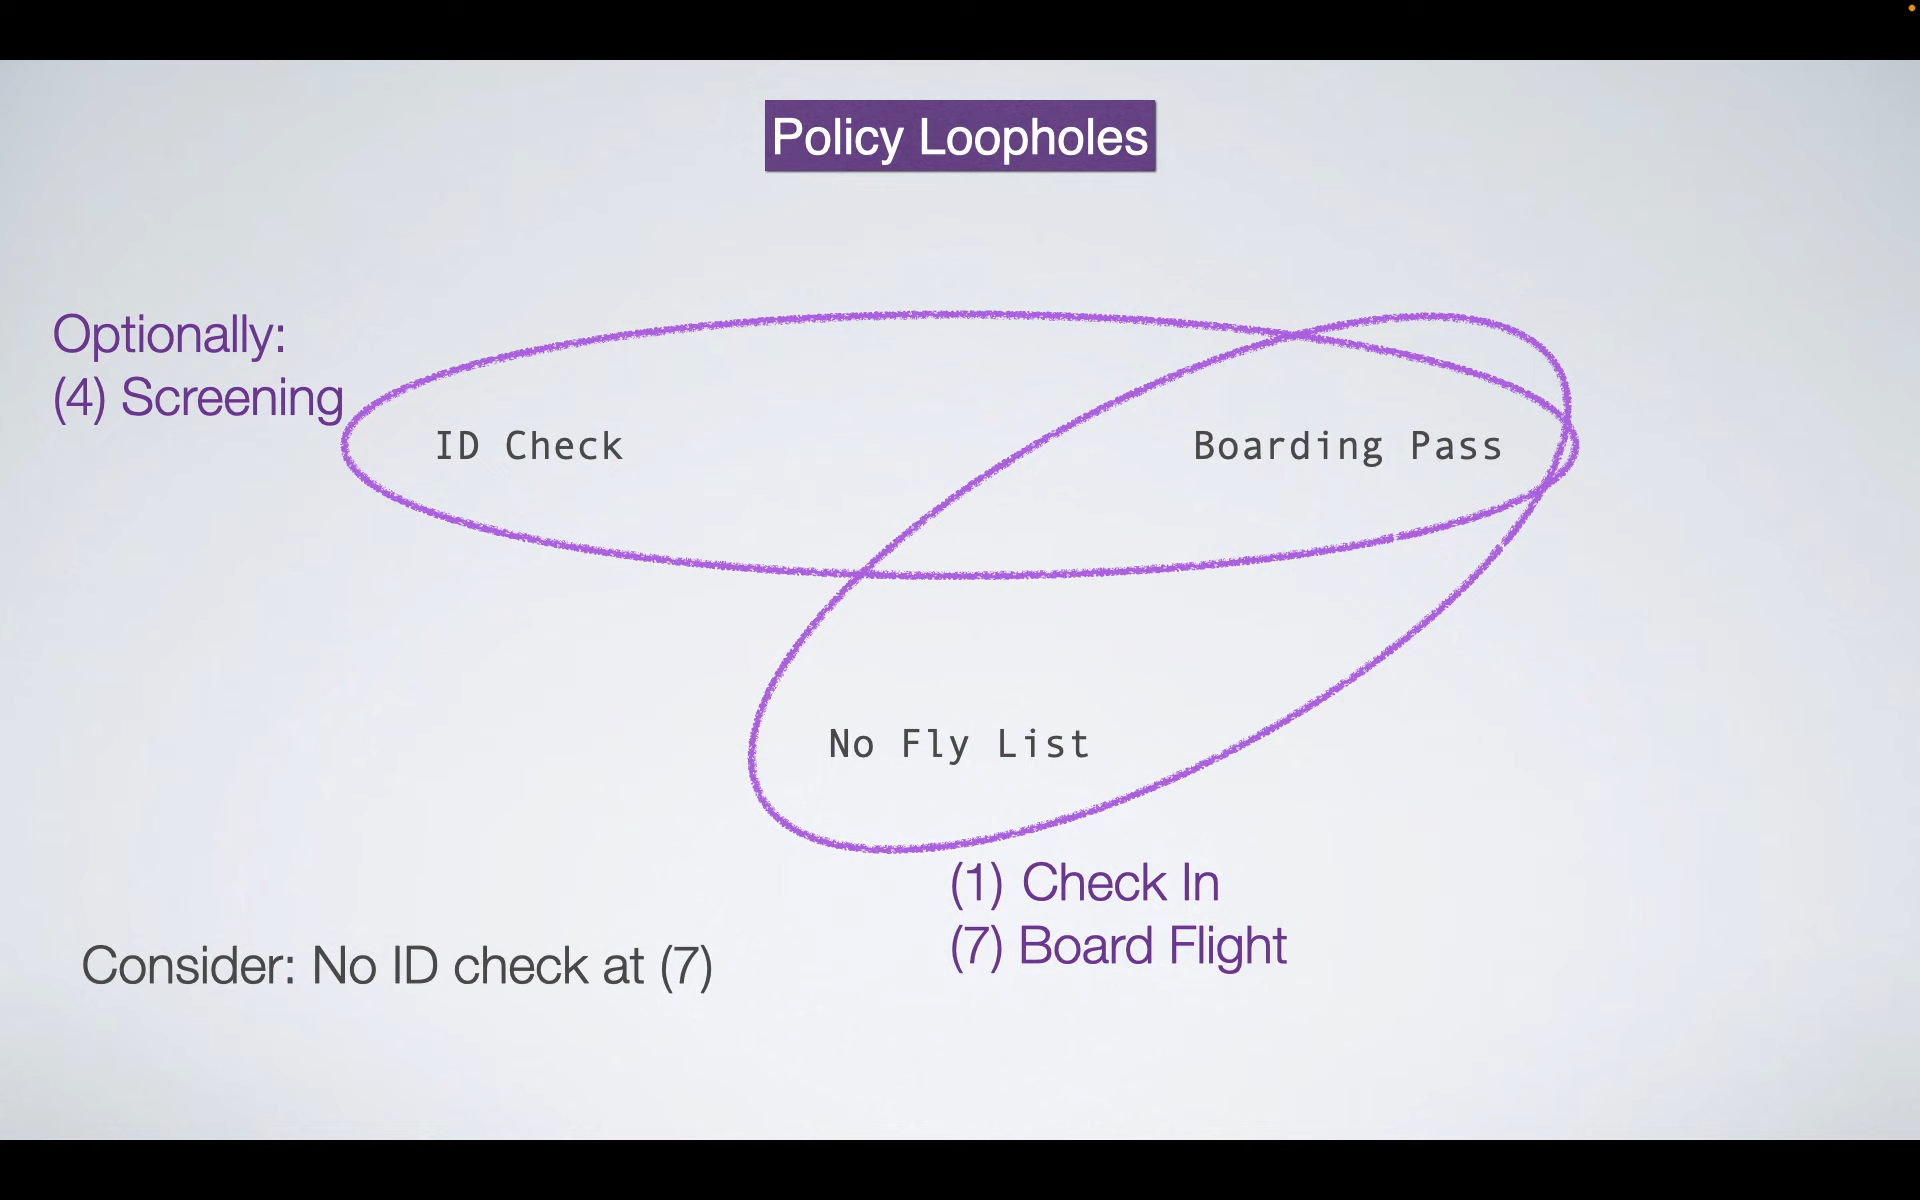 Policy Loopholes
Optionally:
(4) Screening
ID Check
Boarding Pass
No Fly List
(1) Check In
(7) Board Flight
Consider: No ID check at (7)